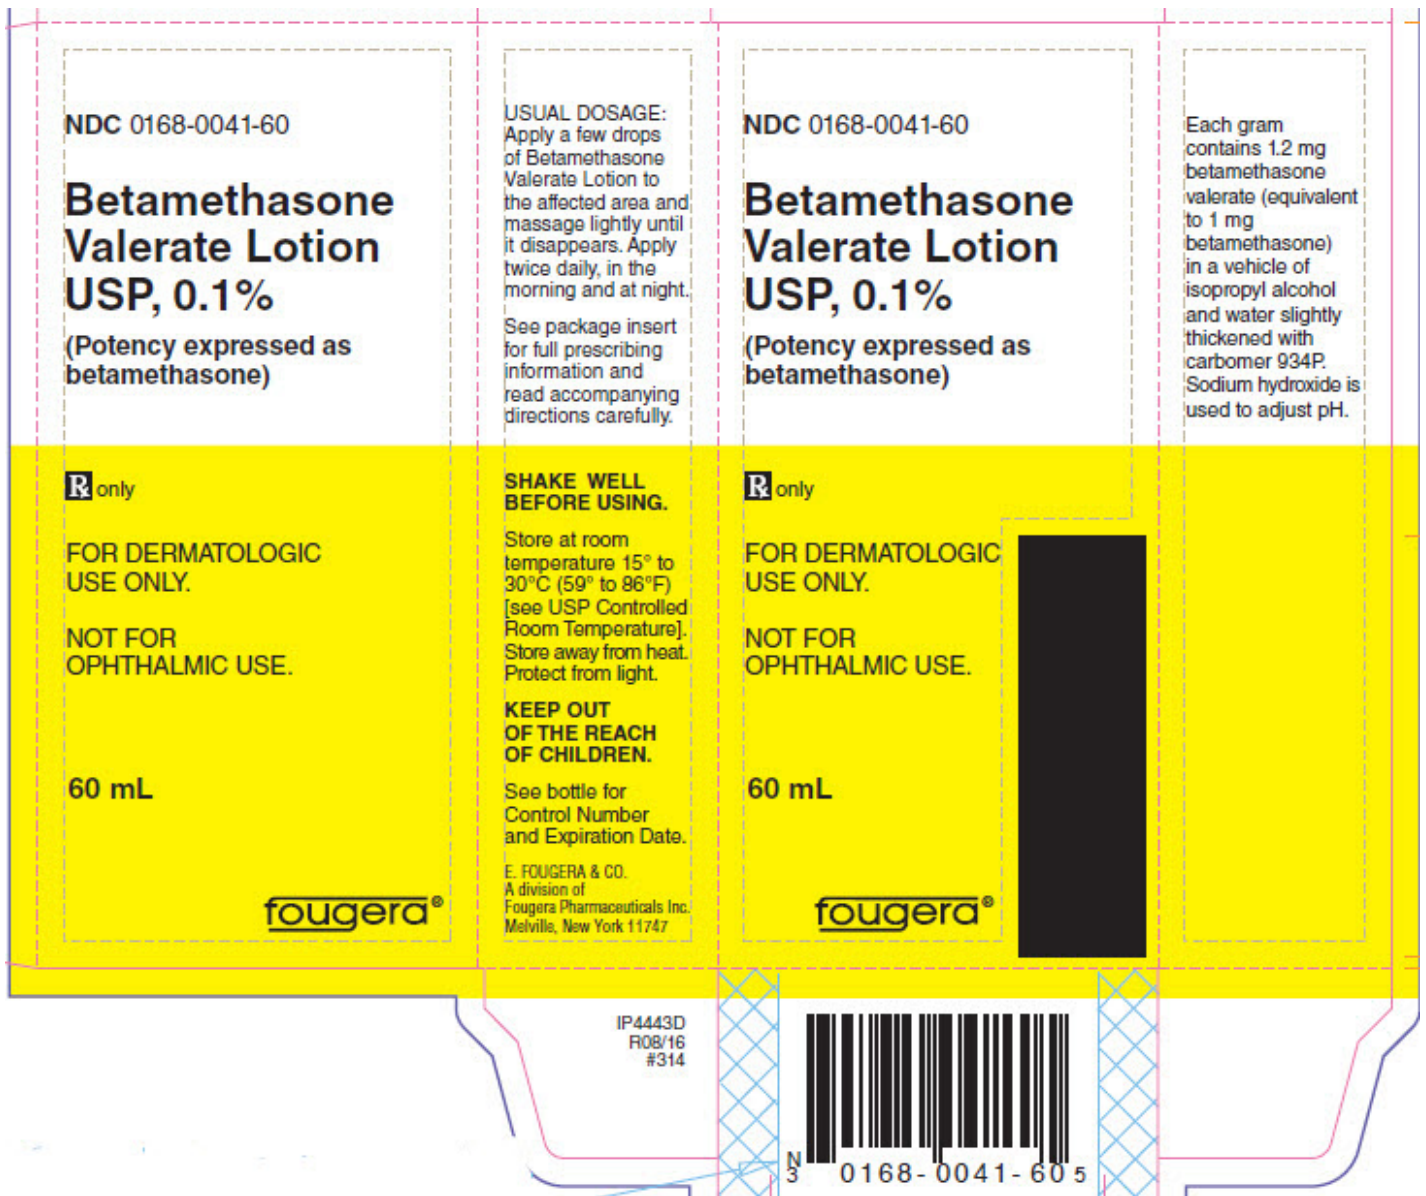 NDC 0168-0041-60
Betamethasone
Valerate Lotion
USP, 0.1%
(Potency expressed as
betamethasone)
Rx only
FOR DERMATOLOGIC
USE ONLY.
NOT FOR
OPHTHALMIC USE.
60 mL
fougera®
USUAL DOSAGE:
Apply a few drops
of Betamethasone
Valerate Lotion to
the affected area and
massage lightly until
it disappears. Apply
twice daily, in the
morning and at night.
See package insert
for full prescribing
information and
read accompanying
directions carefully.
SHAKE WELL
BEFORE USING.
Store at room
temperature 15° to
30°C (59° to 86°F)
[see USP Controlled
Room Temperature].
Store away from heat.
Protect from light.
KEEP OUT
OF THE REACH
OF CHILDREN.
See bottle for
Control Number
and Expiration Date.
E. FOUGERA & CO.
A division of
Fougera Pharmaceuticals Inc.
Melville, New York 11747
IP4443D
R08/16
#314
NDC 0168-0041-60
Betamethasone
Valerate Lotion
USP, 0.1%
(Potency expressed as
betamethasone)
Rx only
FOR DERMATOLOGIC
USE ONLY.
NOT FOR
OPHTHALMIC USE.
60 mL
fougera®
N
3 0168-0041-60 5
Each gram
contains 1.2 mg
betamethasone
valerate (equivalent
to 1 mg
betamethasone)
in a vehicle of
isopropyl alcohol
and water slightly
thickened with
carbomer 934P.
Sodium hydroxide is
used to adjust pH.